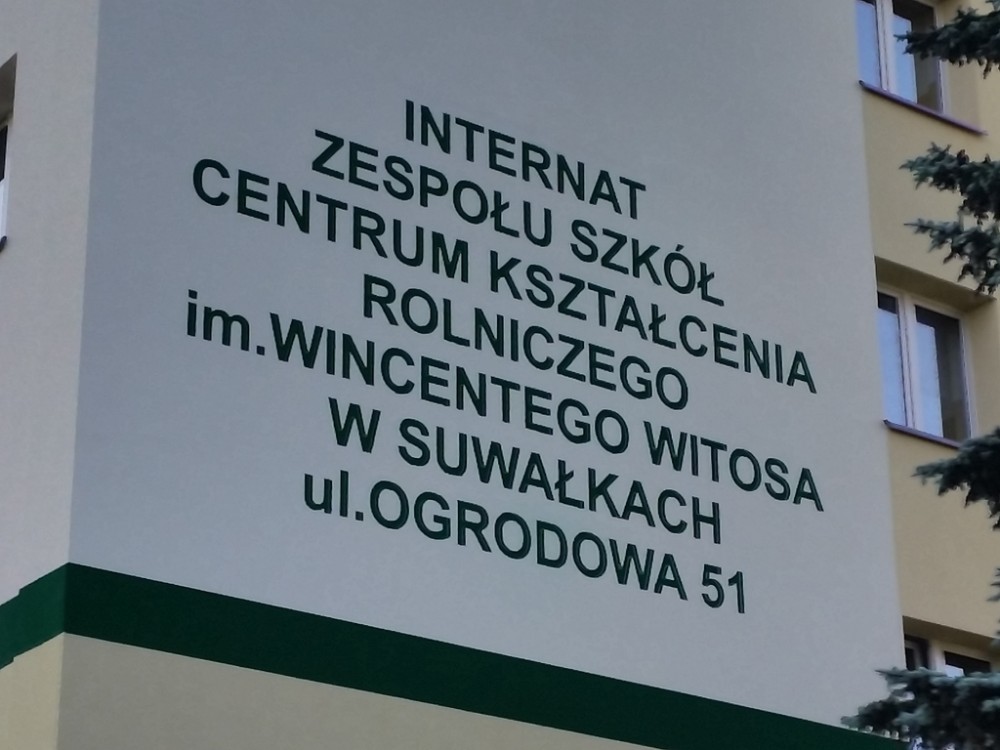 INTERNAT
ZESPOŁU SZKÓŁ
CENTRUM KSZTAŁCENIA
ROLNICZEGO
im.WINCENTEGO WITOSA
W SUWAŁKACH
ul.OGRODOWA 51